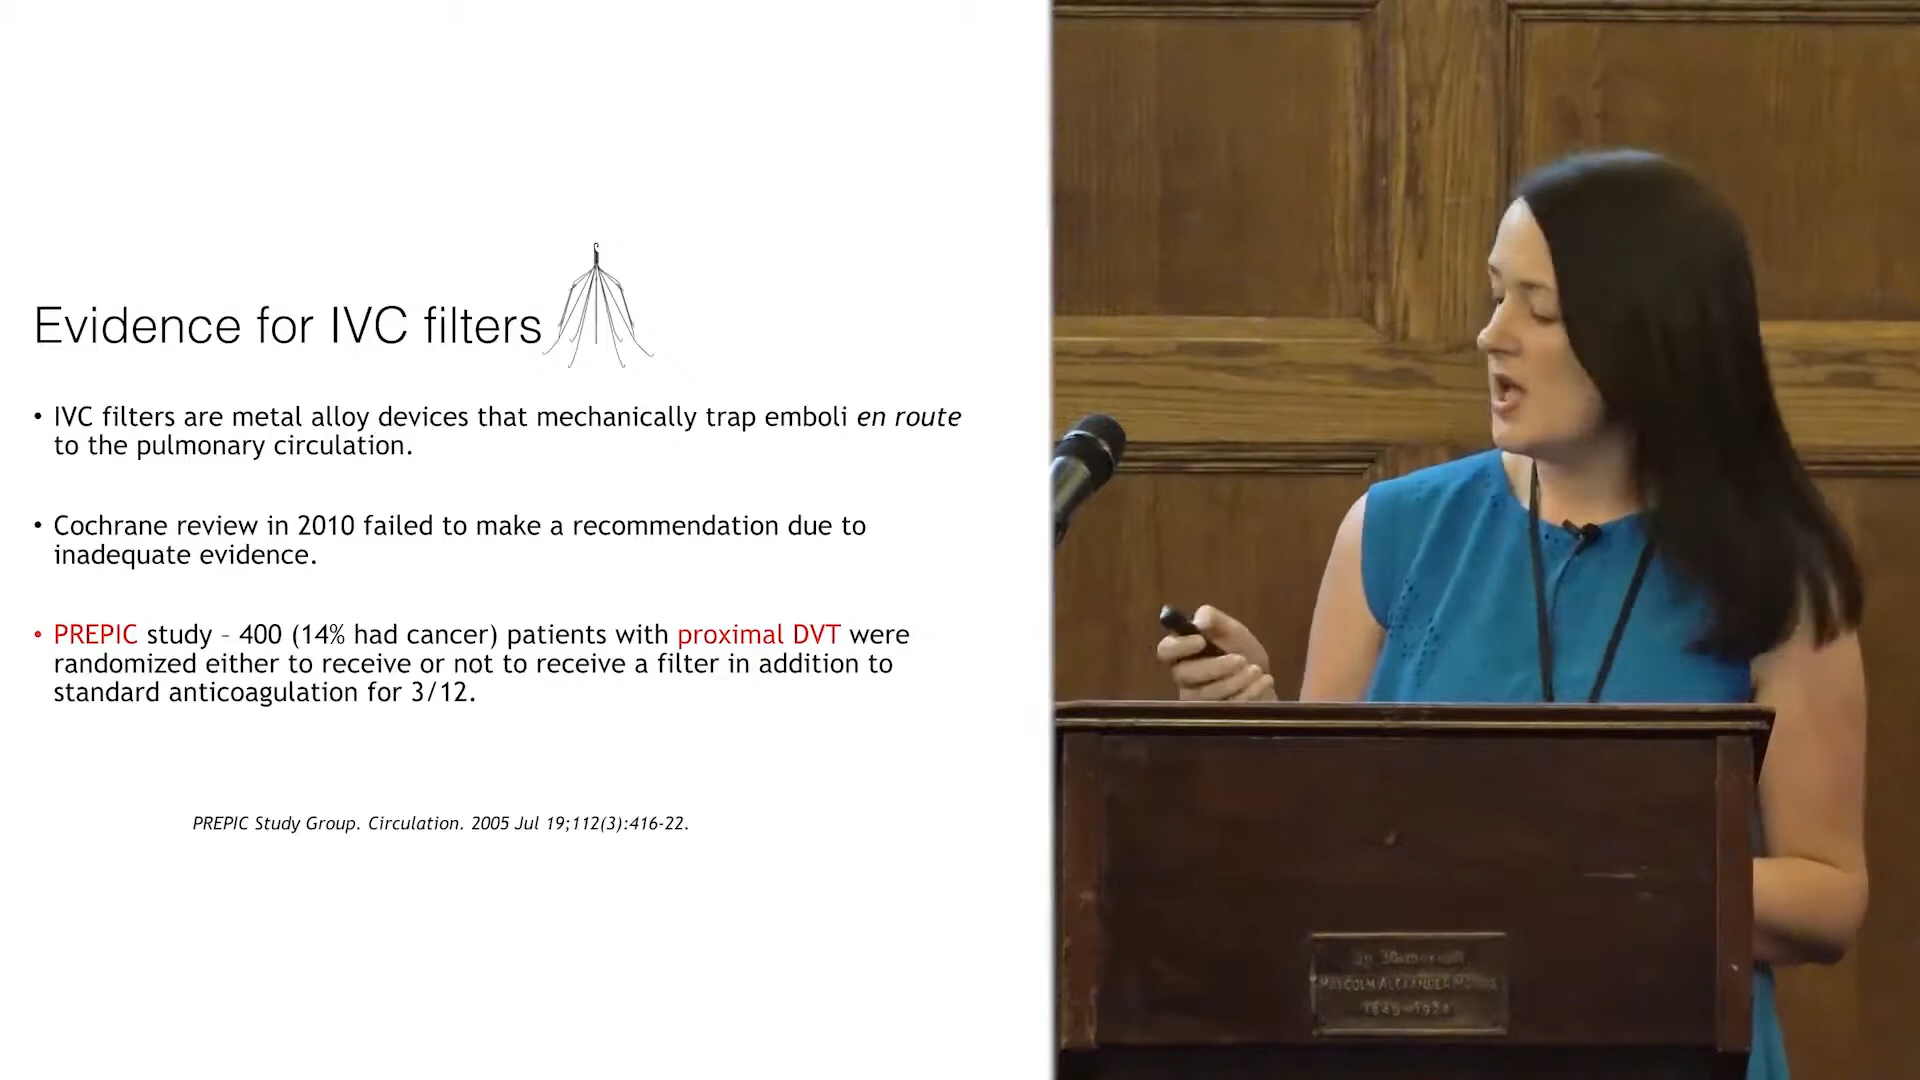 Evidence for IVC filters
• IVC filters are metal alloy devices that mechanically trap emboli en route
to the pulmonary circulation.
• Cochrane review in 2010 failed to make a recommendation due to
inadequate evidence.
• PREPIC study – 400 (14% had cancer) patients with proximal DVT were
randomized either to receive or not to receive a filter in addition to
standard anticoagulation for 3/12.
PREPIC Study Group. Circulation. 2005 Jul 19;112(3):416-22.
MALCOLM ALEXANDER